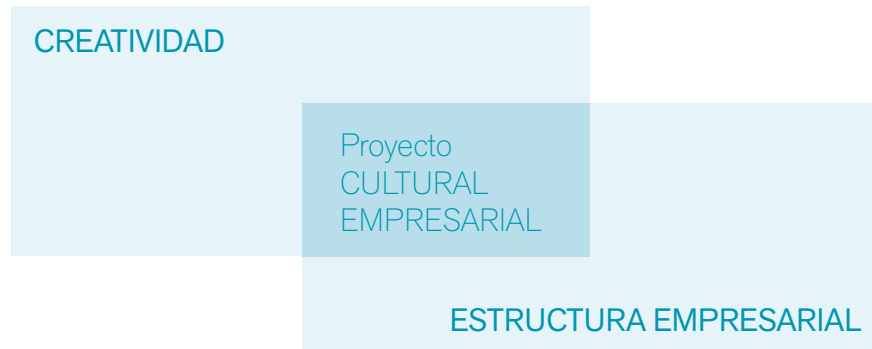 CREATIVIDAD
Proyecto
CULTURAL
EMPRESARIAL
ESTRUCTURA EMPRESARIAL